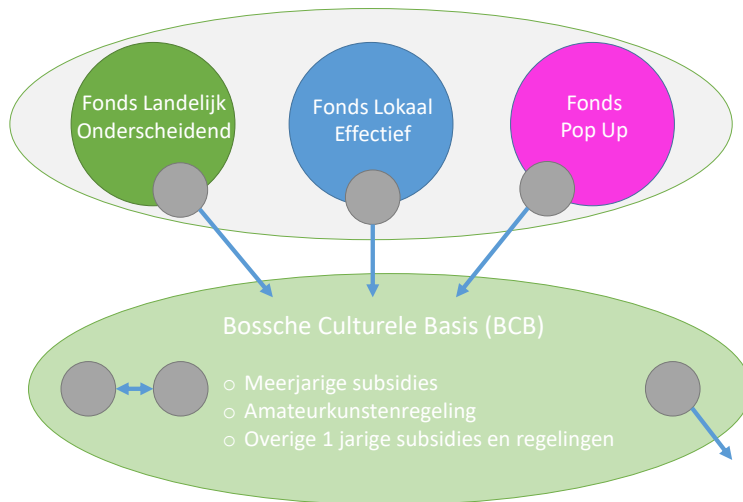 Fonds Landelijk
Onderscheidend
Fonds Lokaal
Effectief
Fonds
Pop Up
Bossche Culturele Basis (BCB)
o Meerjarige subsidies
o Amateurkunstenregeling
o Overige 1 jarige subsidies en regelingen